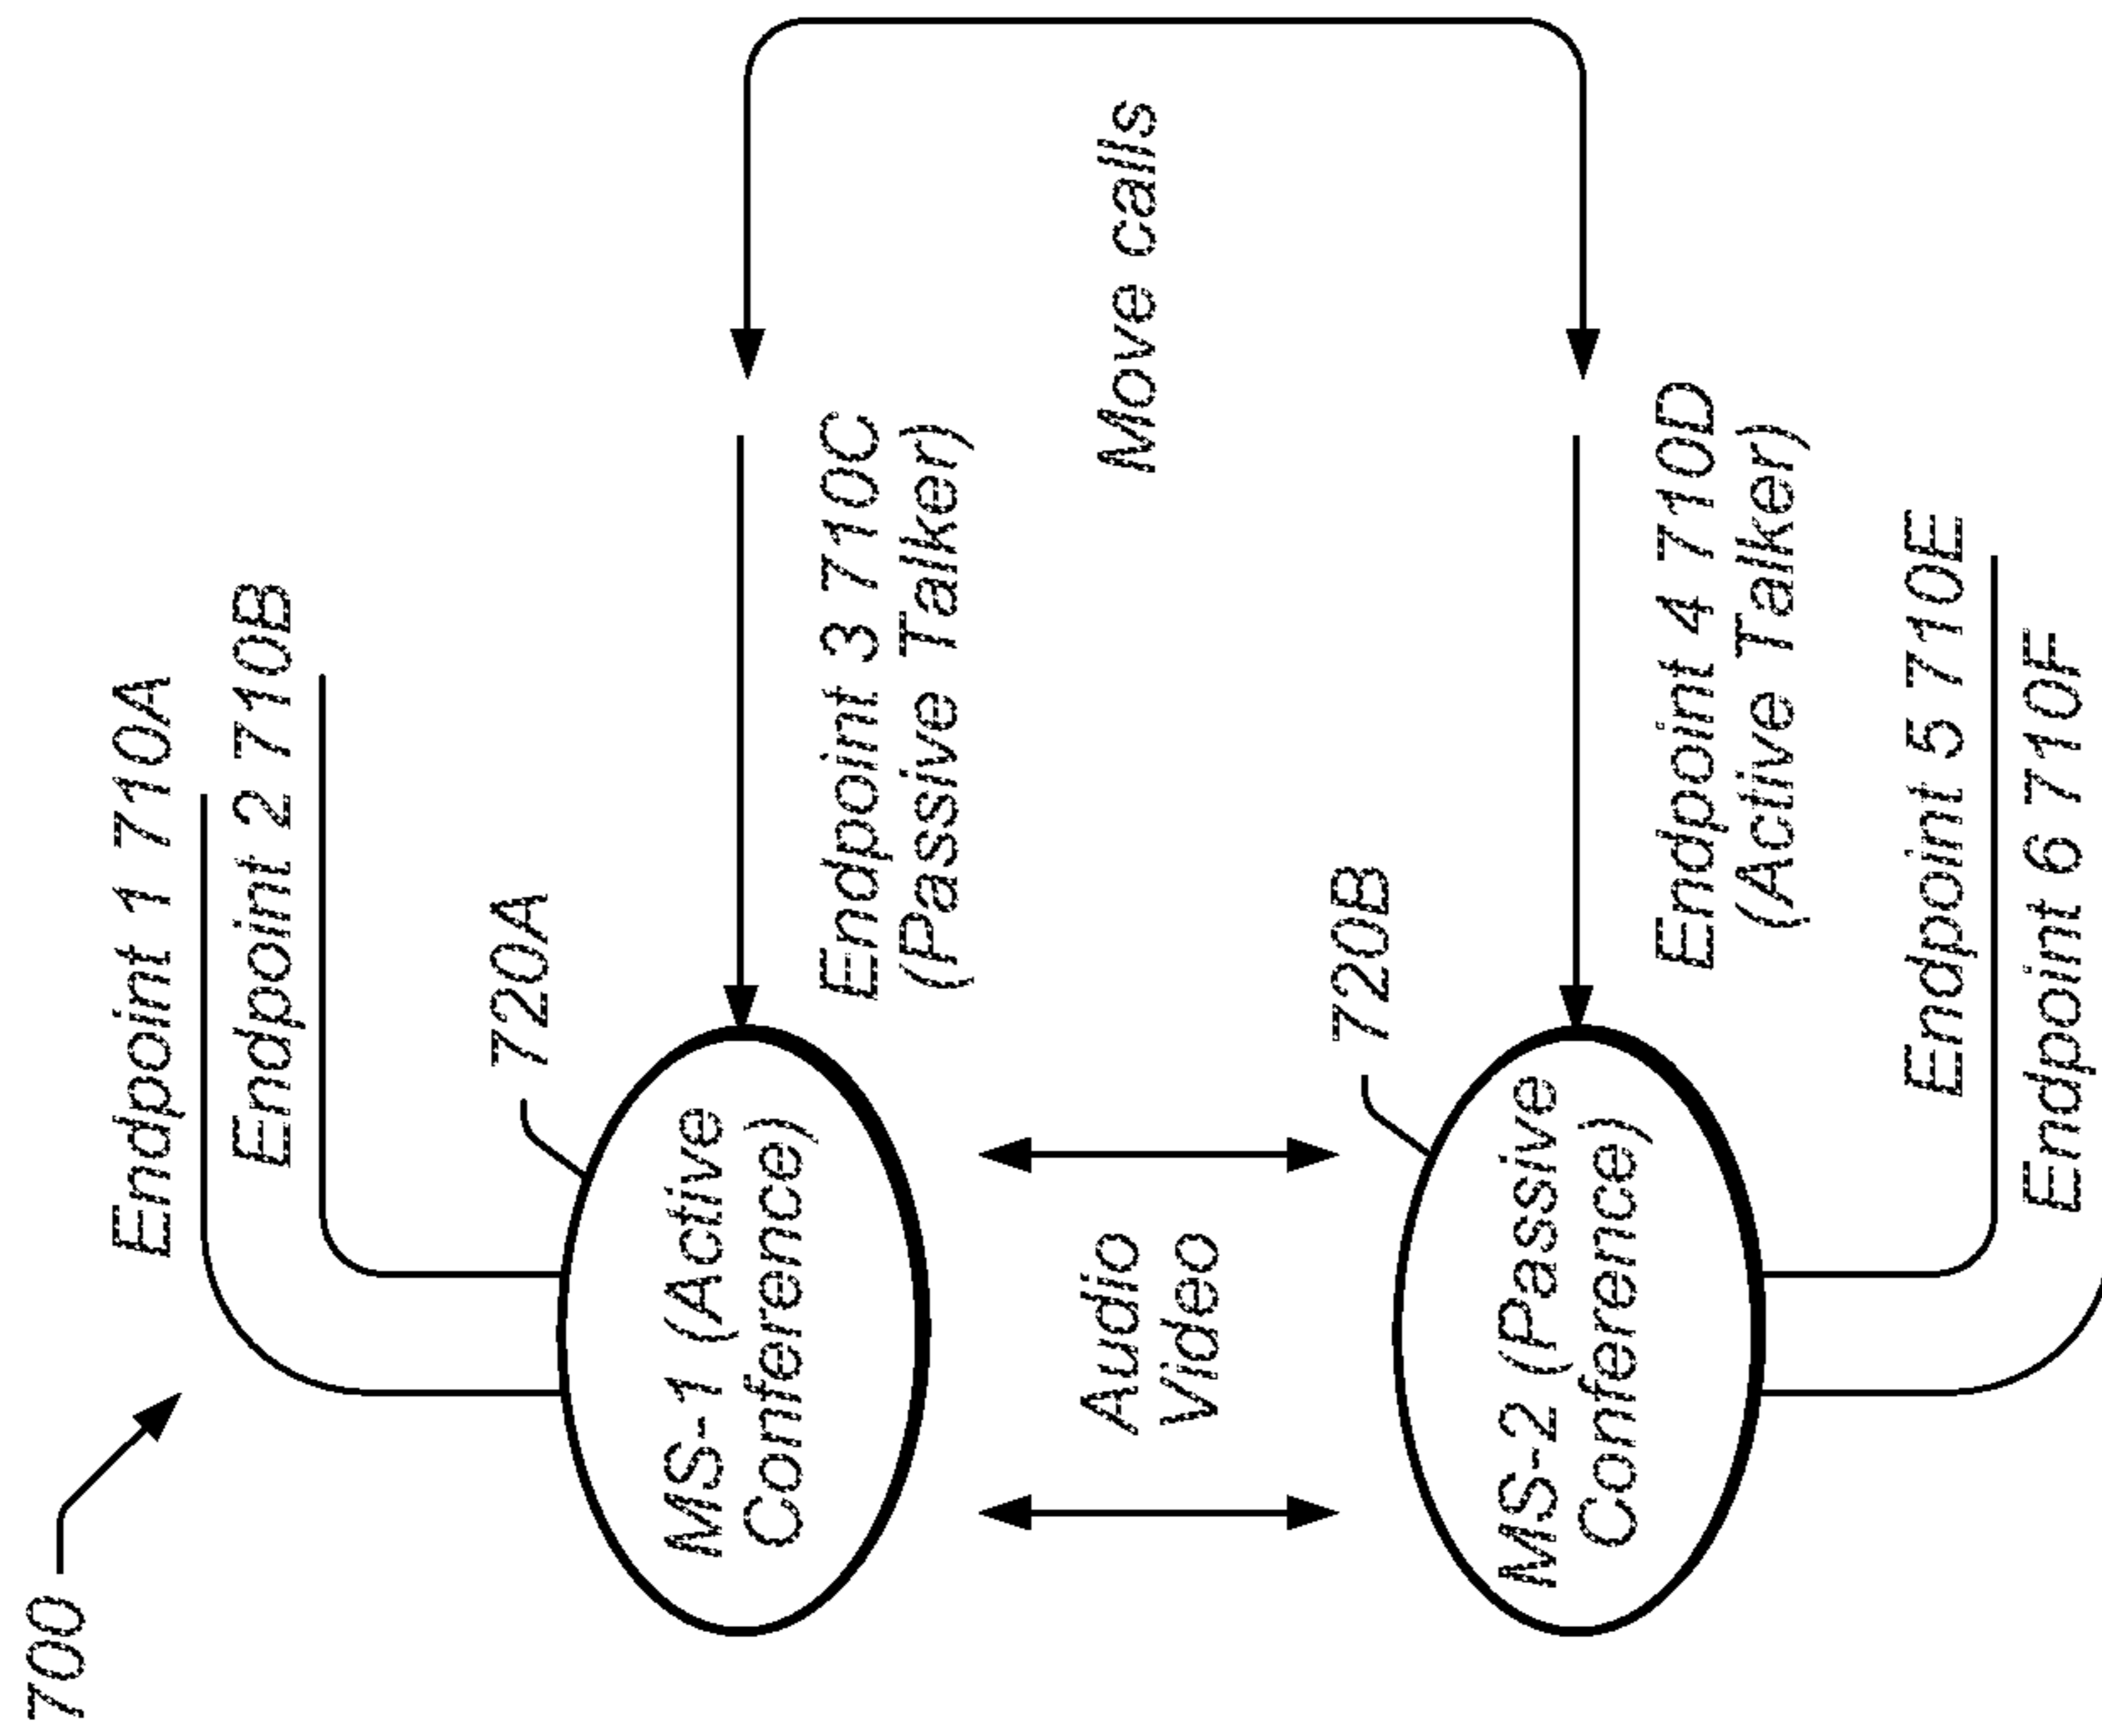 700
Endpoint 1 710A
Endpoint 2 710B
720A
MS-1 (Active
Conference)
Endpoint 3 710C
(Passive Talker)
Audio
Video
Move calls
720B
MS-2 (Passive
Conference)
Endpoint 4 710D
(Active Talker)
Endpoint 5 710E
Endpoint 6 710F